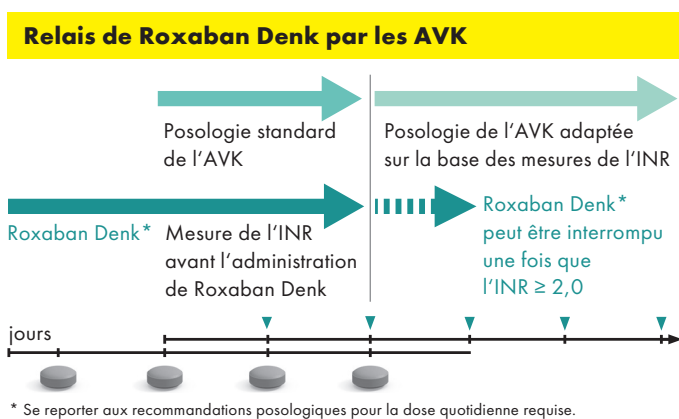 Relais de Roxaban Denk par les AVK
Posologie standard
de l’AVK
Posologie de l’AVK adaptée
sur la base des mesures de l’INR
Roxaban Denk*
Mesure de l’INR
avant l’administration
de Roxaban Denk
Roxaban Denk*
peut être interrompu
une fois que
l’INR ≥ 2,0
jours
* Se reporter aux recommandations posologiques pour la dose quotidienne requise.